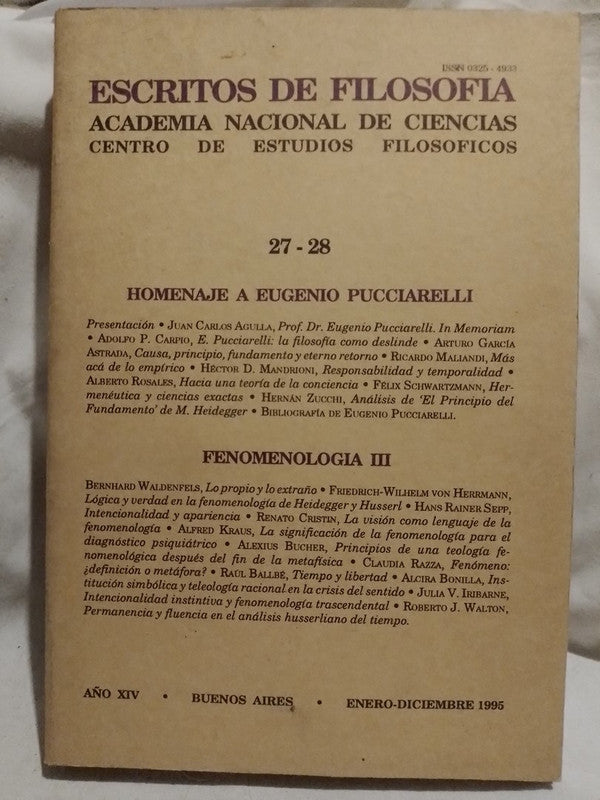 ISSN 0325 - 4933
ESCRITOS DE FILOSOFIA
ACADEMIA NACIONAL DE CIENCIAS
CENTRO DE ESTUDIOS FILOSOFICOS
27 - 28
HOMENAJE A EUGENIO PUCCIARELLI
Presentación • JUAN CARLOS AGULLA, Prof. Dr. Eugenio Pucciarelli. In Memoriam
• ADOLFO P. CARPIO, E. Pucciarelli: la filosofía como deslinde • ARTURO GARCÍA
ASTRADA, Causa, principio, fundamento y eterno retorno • RICARDO MALIANDI, Más
acá de lo empírico • HÉCTOR D. MANDRIONI, Responsabilidad y temporalidad •
ALBERTO ROSALES, Hacia una teoría de la conciencia • FÉLIX SCHWARTZMANN, Her-
menéutica y ciencias exactas • HERNÁN ZUCCHI, Análisis de 'El Principio del
Fundamento' de M. Heidegger • BIBLIOGRAFÍA DE EUGENIO PUCCIARELLI.
FENOMENOLOGIA III
BERNHARD WALDENFELS, Lo propio y lo extraño • FRIEDRICH-WILHELM VON HERRMANN,
Lógica y verdad en la fenomenología de Heidegger y Husserl • HANS RAINER SEPP,
Intencionalidad y apariencia • RENATO CRISTIN, La visión como lenguaje de la
fenomenología • ALFRED KRAUS, La significación de la fenomenología para el
diagnóstico psiquiátrico • ALEXIUS BUCHER, Principios de una teología fe-
nomenológica después del fin de la metafísica • CLAUDIA RAZZA, Fenómeno:
¿definición o metáfora? • RAÚL BALLBÉ, Tiempo y libertad • ALCIRA BONILLA, Ins-
titución simbólica y teleología racional en la crisis del sentido • JULIA V. IRIBARNE,
Intencionalidad instintiva y fenomenología trascendental • ROBERTO J. WALTON,
Permanencia y fluencia en el análisis husserliano del tiempo.
AÑO XIV • BUENOS AIRES • ENERO-DICIEMBRE 1995